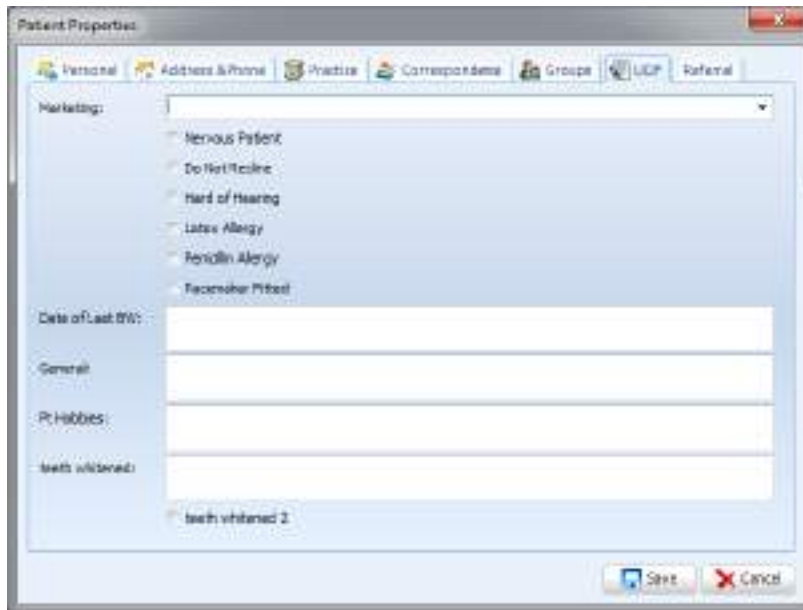 Patient Properties
Personal Address & Phone Practice Correspondence Groups UDF Referral
Marketing:
Nervous Patient
Do Not Recline
Hard of Hearing
Latex Allergy
Penicillin Allergy
Pacemaker Fitted
Date of Last BW:
General:
Pt Hobbies:
teeth whitened:
teeth whitened 2
Save Cancel